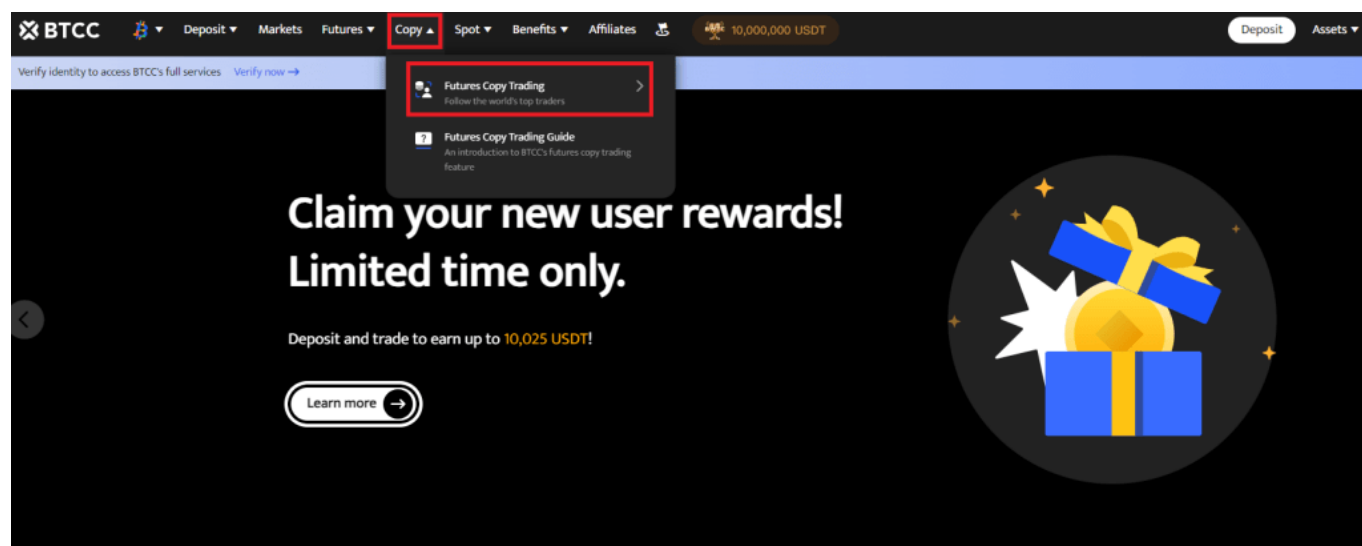 BTCC Deposit Markets Futures Copy Spot Benefits Affiliates 10,000,000 USDT Deposit Assets
Verify identity to access BTCC's full services Verify now →
Futures Copy Trading
Follow the world's top traders
? Futures Copy Trading Guide
An introduction to BTCC's futures copy trading
feature
Claim your new user rewards!
Limited time only.
Deposit and trade to earn up to 10,025 USDT!
Learn more →